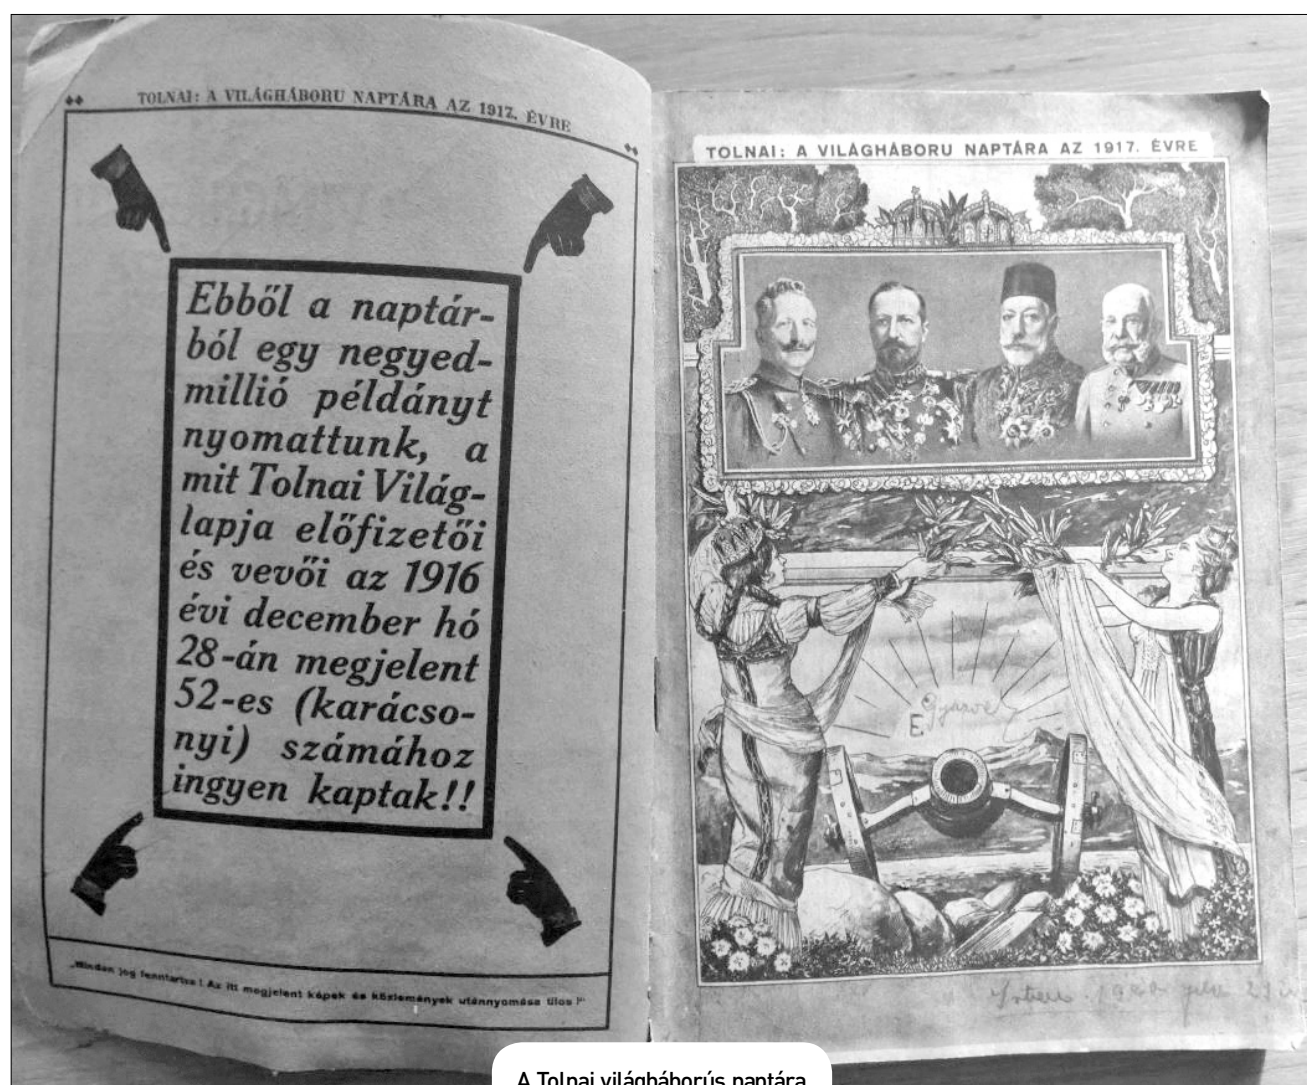 TOLNAI: A VILÁGHÁBORU NAPTÁRA AZ 1917. ÉVRE
Ebből a naptár-
ból egy negyed-
millió példányt
nyomattunk, a
mit Tolnai Világ-
lapja előfizetői
és vevői az 1916
évi december hó
28-án megjelent
52-es (karácso-
nyi) számához
ingyen kaptak!!
„Minden jog fenntartva! Az itt megjelent képek és közlemények utánnyomása tilos!”
TOLNAI: A VILÁGHÁBORU NAPTÁRA AZ 1917. ÉVRE
E.
A Tolnai világháborús naptára